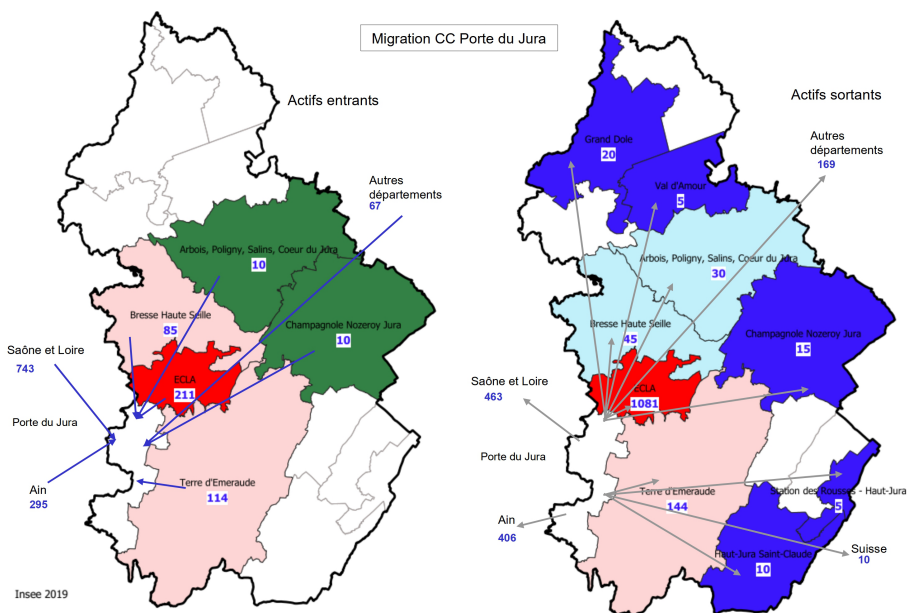 Migration CC Porte du Jura
Actifs entrants
Autres
départements
67
Arbois, Poligny, Salins, Coeur du Jura
10
Bresse Haute Seille
85
Champagnole Nozeroy Jura
10
Saône et Loire
743
ECLA
211
Porte du Jura
Terre d'Emeraude
114
Ain
295
Insee 2019
Actifs sortants
Autres
départements
169
Grand Dole
20
Val d'Amour
5
Arbois, Poligny, Salins, Coeur du Jura
30
Bresse Haute Seille
45
Champagnole Nozeroy Jura
15
Saône et Loire
463
ECLA
1081
Porte du Jura
Terre d'Emeraude
144
Station des Rousses - Haut-Jura
5
Ain
406
Haut-Jura Saint-Claude
10
Suisse
10